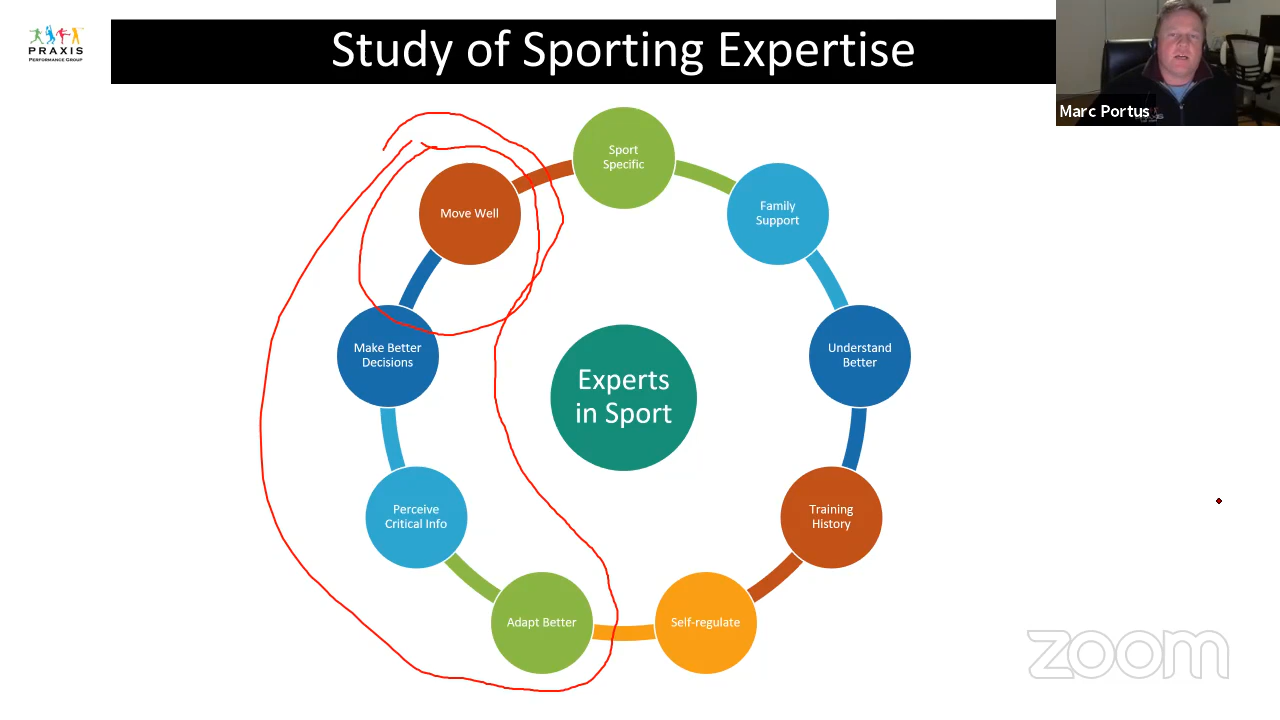 PRAXIS
PERFORMANCE GROUP
Study of Sporting Expertise
Marc Portus
Sport
Specific
Move Well
Family
Support
Make Better
Decisions
Understand
Better
Experts
in Sport
Perceive
Critical Info
Training
History
Adapt Better
Self-regulate
zoom